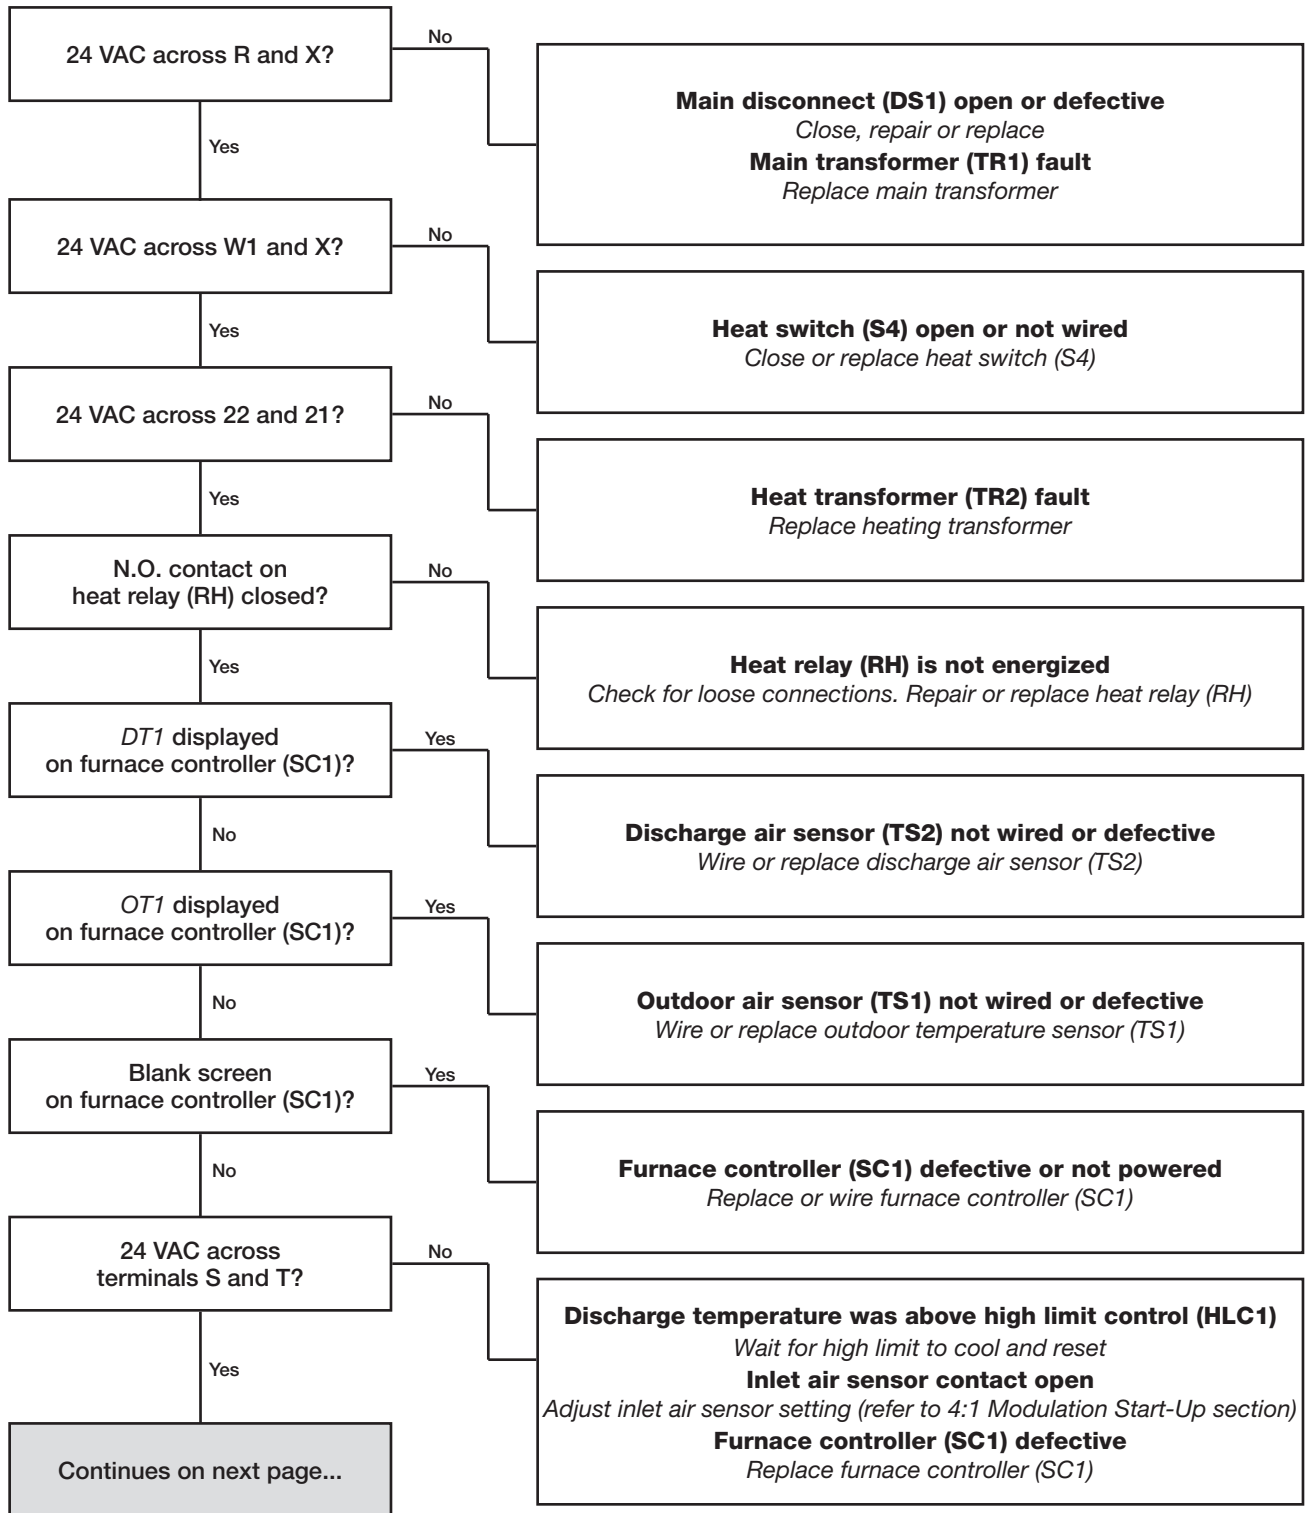 24 VAC across R and X?
No
Main disconnect (DS1) open or defective
Close, repair or replace
Main transformer (TR1) fault
Replace main transformer
Yes
24 VAC across W1 and X?
No
Heat switch (S4) open or not wired
Close or replace heat switch (S4)
Yes
24 VAC across 22 and 21?
No
Heat transformer (TR2) fault
Replace heating transformer
Yes
N.O. contact on
heat relay (RH) closed?
No
Heat relay (RH) is not energized
Check for loose connections. Repair or replace heat relay (RH)
Yes
DT1 displayed
on furnace controller (SC1)?
Yes
Discharge air sensor (TS2) not wired or defective
Wire or replace discharge air sensor (TS2)
No
OT1 displayed
on furnace controller (SC1)?
Yes
Outdoor air sensor (TS1) not wired or defective
Wire or replace outdoor temperature sensor (TS1)
No
Blank screen
on furnace controller (SC1)?
Yes
Furnace controller (SC1) defective or not powered
Replace or wire furnace controller (SC1)
No
24 VAC across
terminals S and T?
No
Discharge temperature was above high limit control (HLC1)
Wait for high limit to cool and reset
Inlet air sensor contact open
Adjust inlet air sensor setting (refer to 4:1 Modulation Start-Up section)
Furnace controller (SC1) defective
Replace furnace controller (SC1)
Yes
Continues on next page...